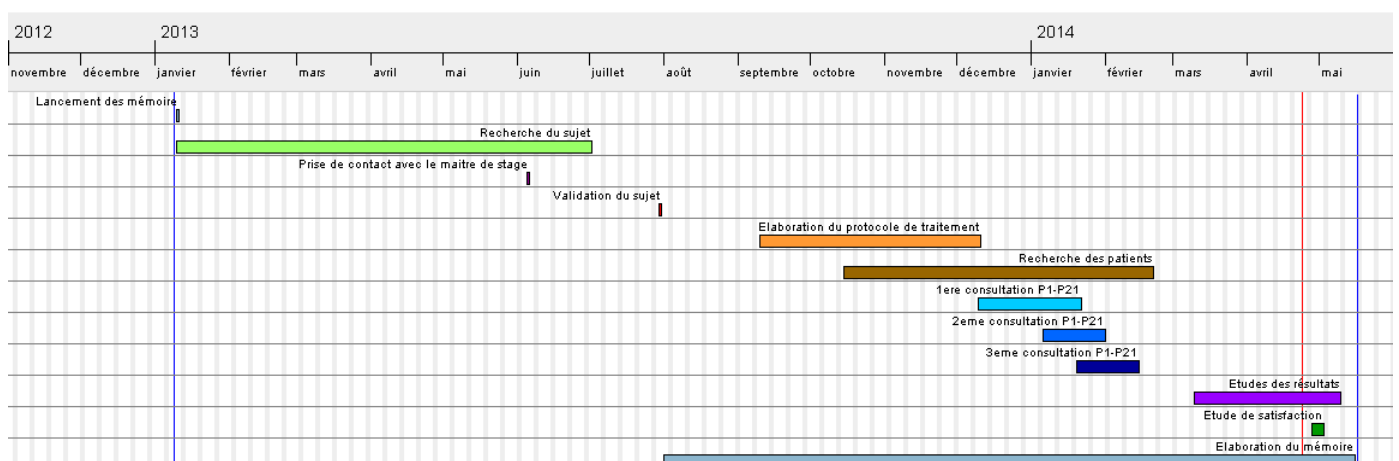 2012 2013 2014
novembre décembre janvier février mars avril mai juin juillet août septembre octobre novembre décembre janvier février mars avril mai
Lancement des mémoire
Recherche du sujet
Prise de contact avec le maitre de stage
Validation du sujet
Elaboration du protocole de traitement
Recherche des patients
1ere consultation P1-P21
2eme consultation P1-P21
3eme consultation P1-P21
Etudes des résultats
Etude de satisfaction
Elaboration du mémoire